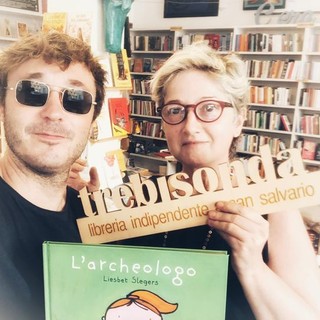 trebisonda
libreria indipendente san salvario
L'archeologo
Liesbet Slegers